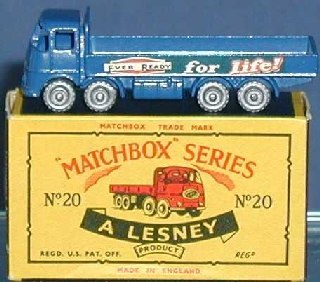 EVER READY for Life!
MATCHBOX TRADE MARK
"MATCHBOX" SERIES
Nº20 Nº20
A LESNEY
PRODUCT
REGD. U.S. PAT. OFF. REGD
MADE IN ENGLAND